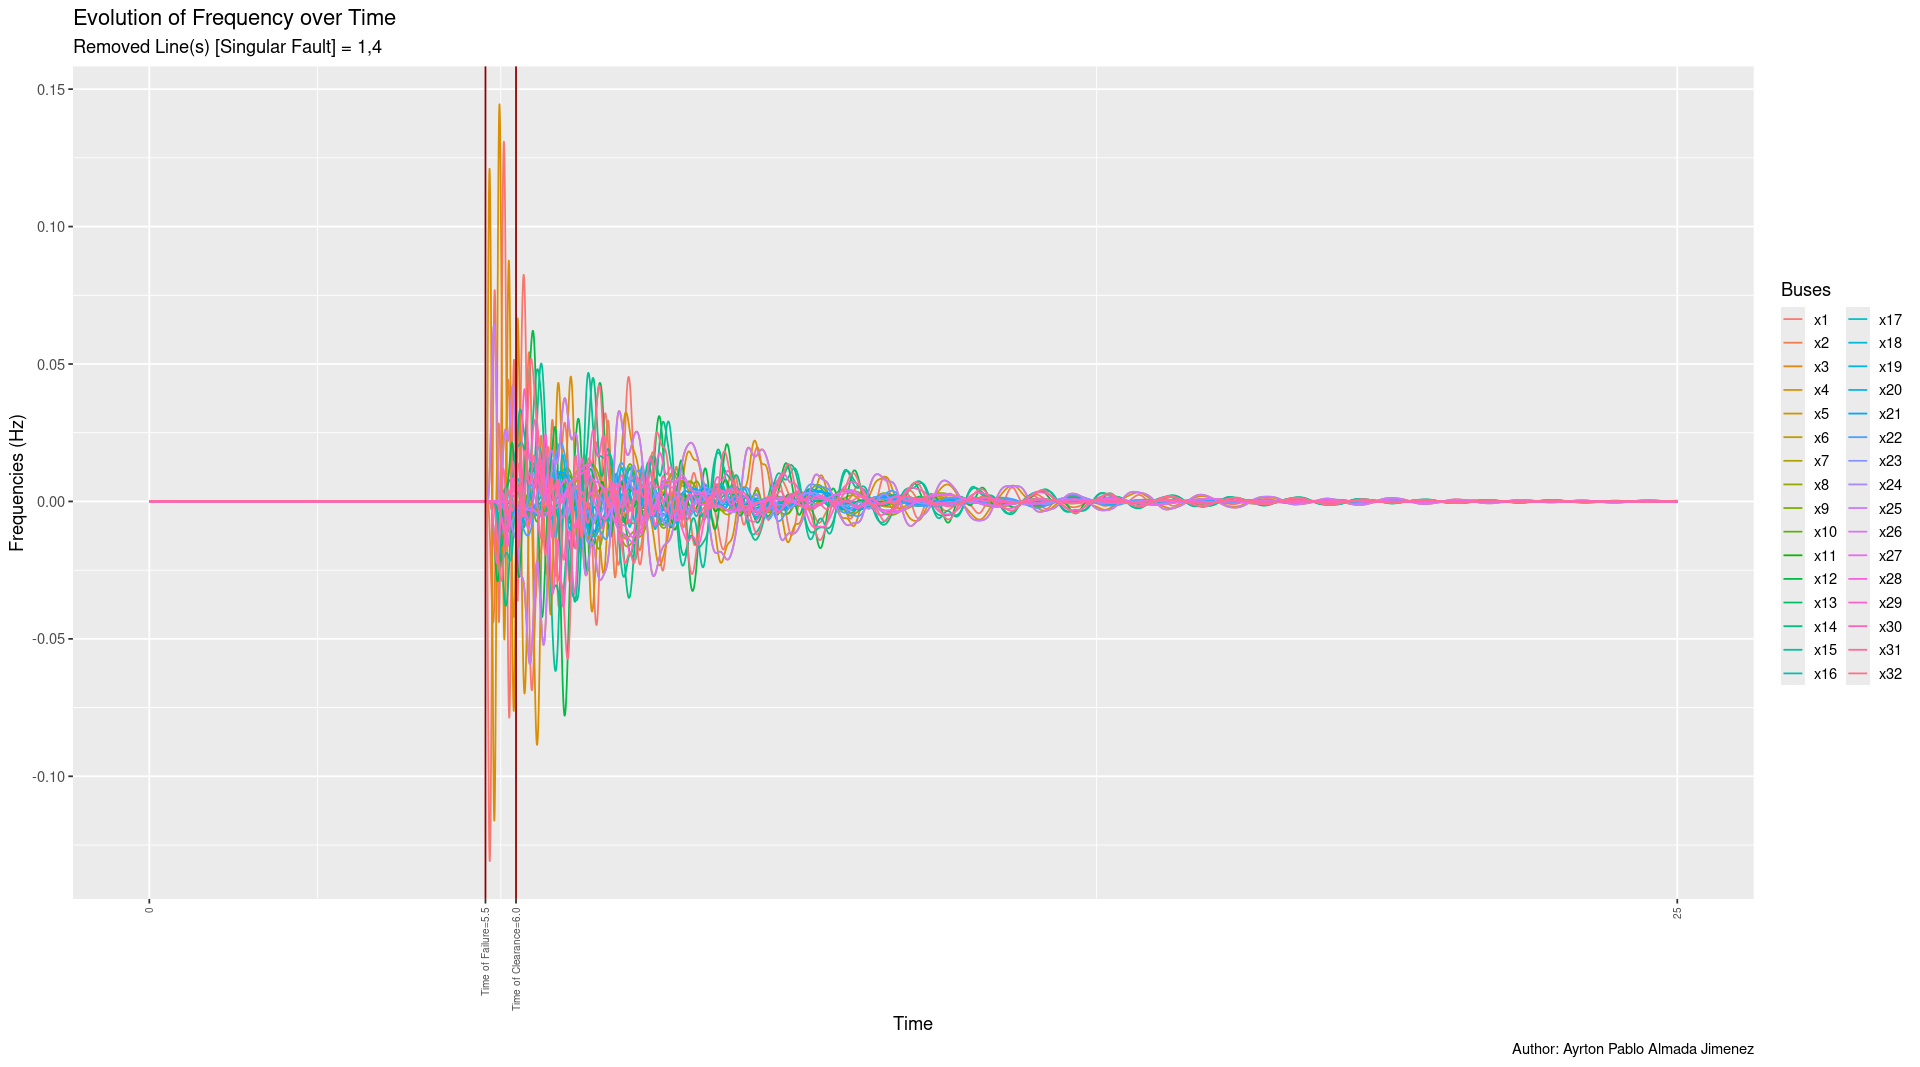 Evolution of Frequency over Time
Removed Line(s) [Singular Fault] = 1,4
Frequencies (Hz)
0.15
0.10
0.05
0.00
-0.05
-0.10
0
Time of Failure=5.5
Time of Clearance=6.0
25
Time
Buses
x1
x2
x3
x4
x5
x6
x7
x8
x9
x10
x11
x12
x13
x14
x15
x16
x17
x18
x19
x20
x21
x22
x23
x24
x25
x26
x27
x28
x29
x30
x31
x32
Author: Ayrton Pablo Almada Jimenez